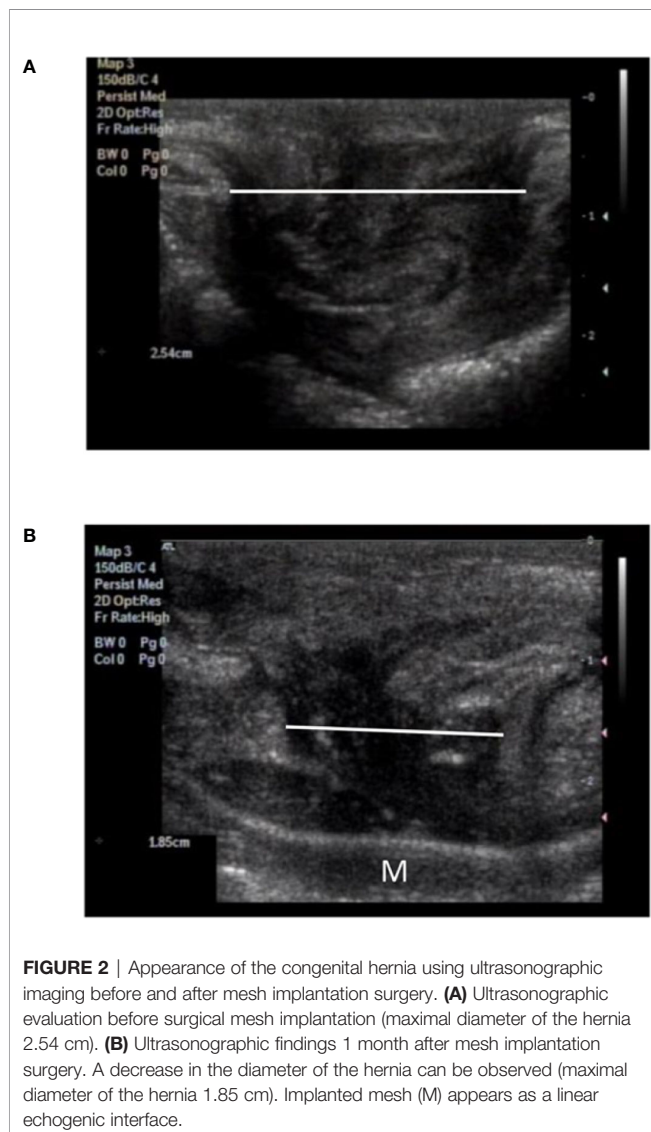 A
Map 3
150dB/C 4
Persist Med
2D Opt:Res
Fr Rate:High
BW 0 Pg 0
Col 0 Pg 0
-0
-1
-2
2.54cm
B
Map 3
150dB/C 4
Persist Med
2D Opt:Res
Fr Rate:High
BW 0 Pg 0
Col 0 Pg 0
-0
-1
-2
1.85cm
M
FIGURE 2 | Appearance of the congenital hernia using ultrasonographic
imaging before and after mesh implantation surgery. (A) Ultrasonographic
evaluation before surgical mesh implantation (maximal diameter of the hernia
2.54 cm). (B) Ultrasonographic findings 1 month after mesh implantation
surgery. A decrease in the diameter of the hernia can be observed (maximal
diameter of the hernia 1.85 cm). Implanted mesh (M) appears as a linear
echogenic interface.